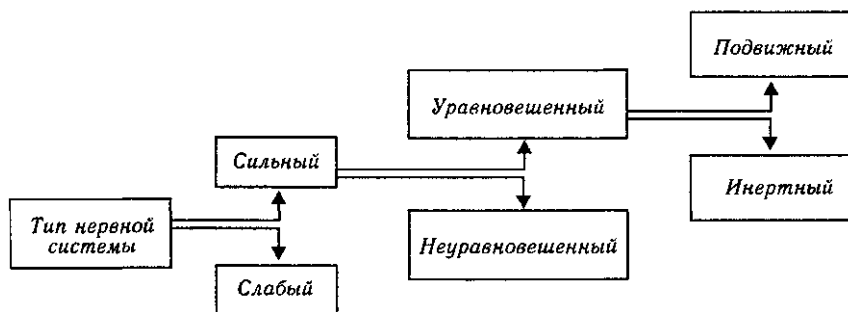 Тип нервной
системы
Сильный
Слабый
Уравновешенный
Неуравновешенный
Подвижный
Инертный